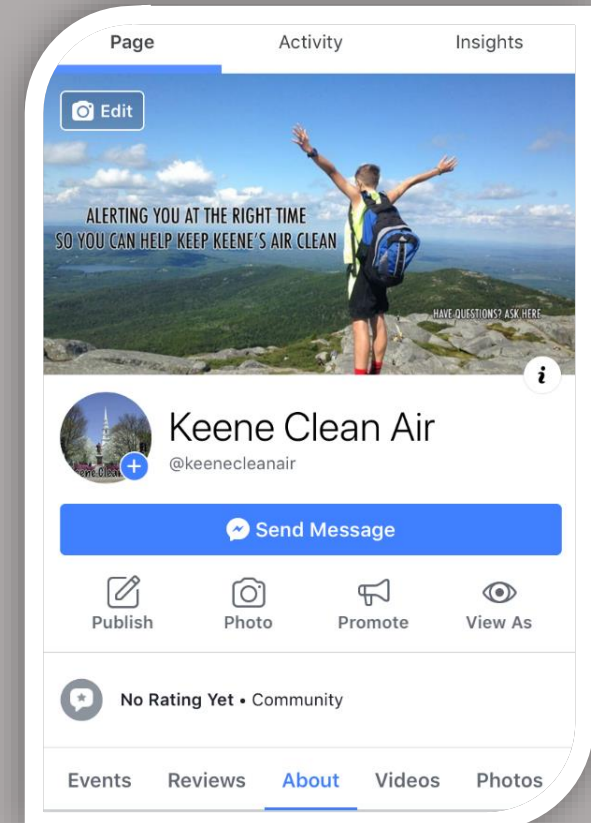 Page Activity Insights
Edit
ALERTING YOU AT THE RIGHT TIME
SO YOU CAN HELP KEEP KEENE'S AIR CLEAN
HAVE QUESTIONS? ASK HERE
i
Keene Clean Air
@keenecleanair
Send Message
Publish Photo Promote View As
No Rating Yet • Community
Events Reviews About Videos Photos